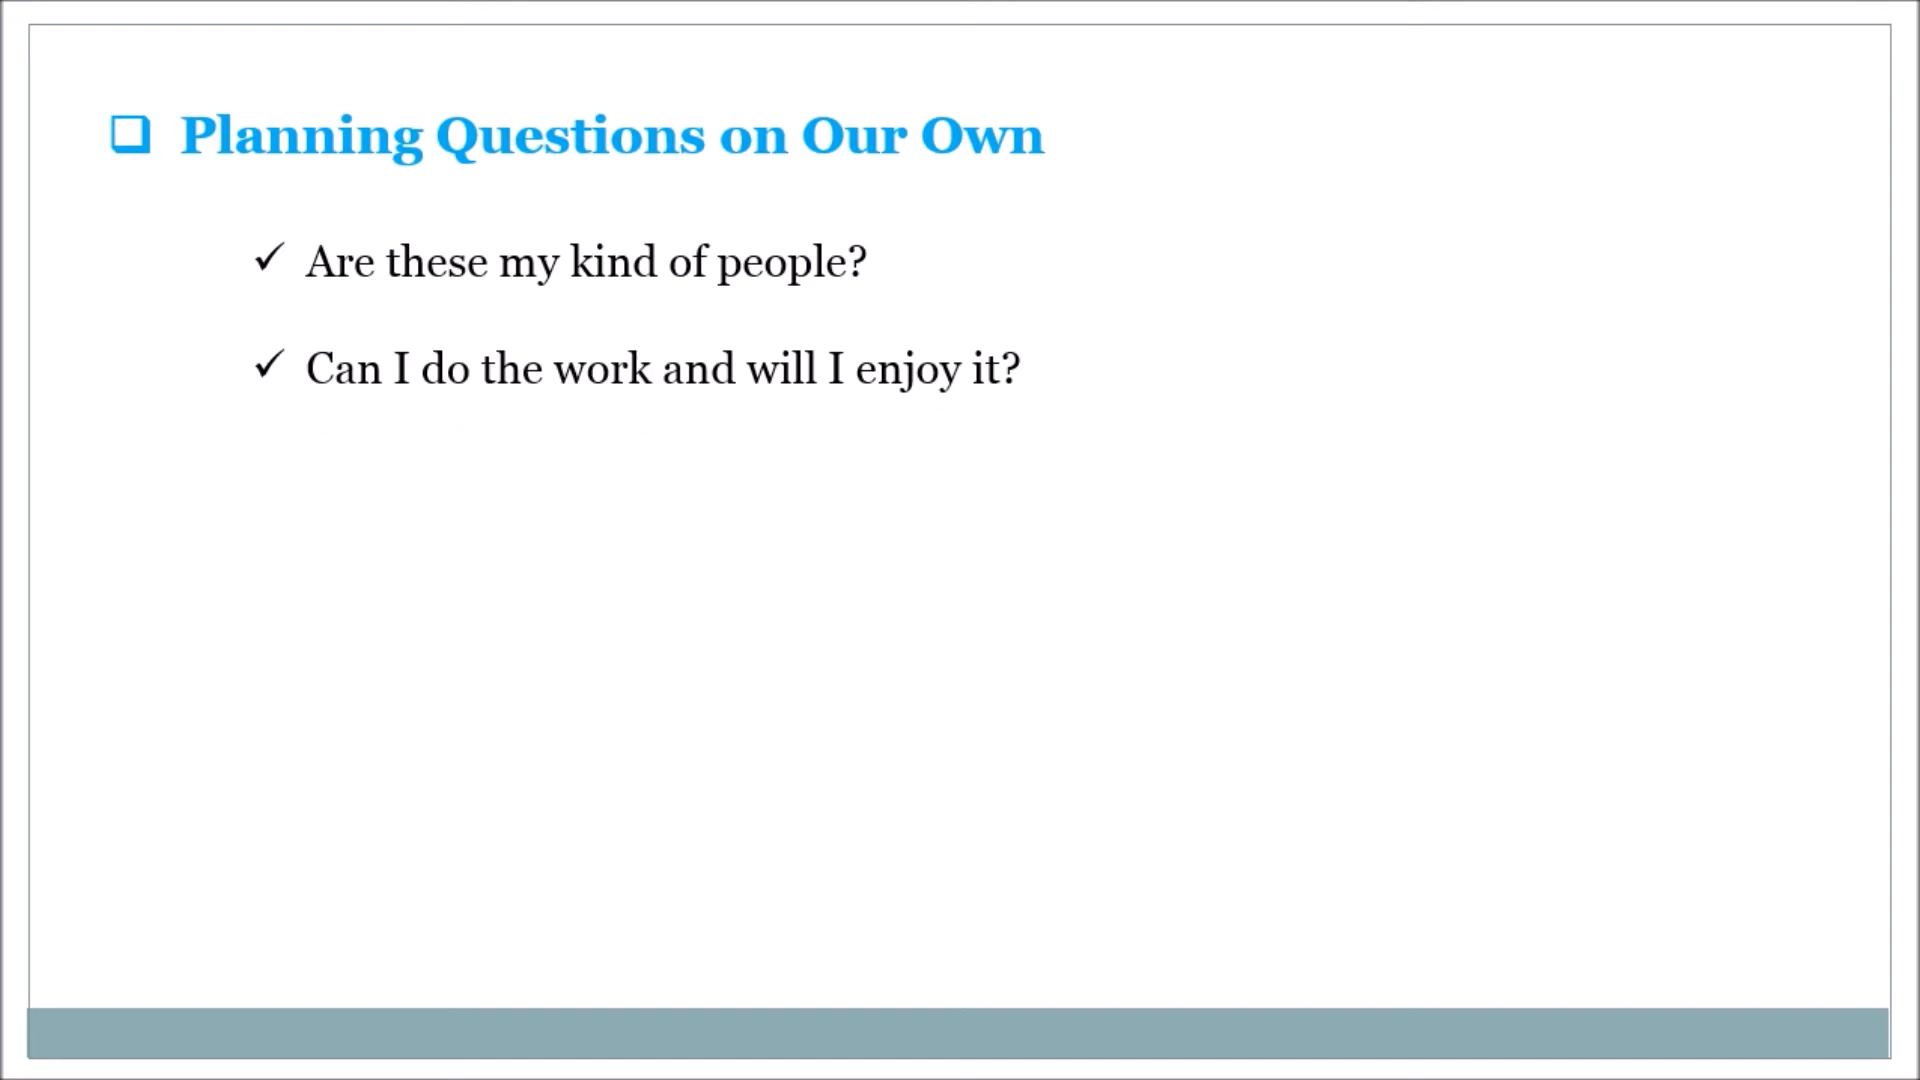 ❑ Planning Questions on Our Own
✓ Are these my kind of people?
✓ Can I do the work and will I enjoy it?